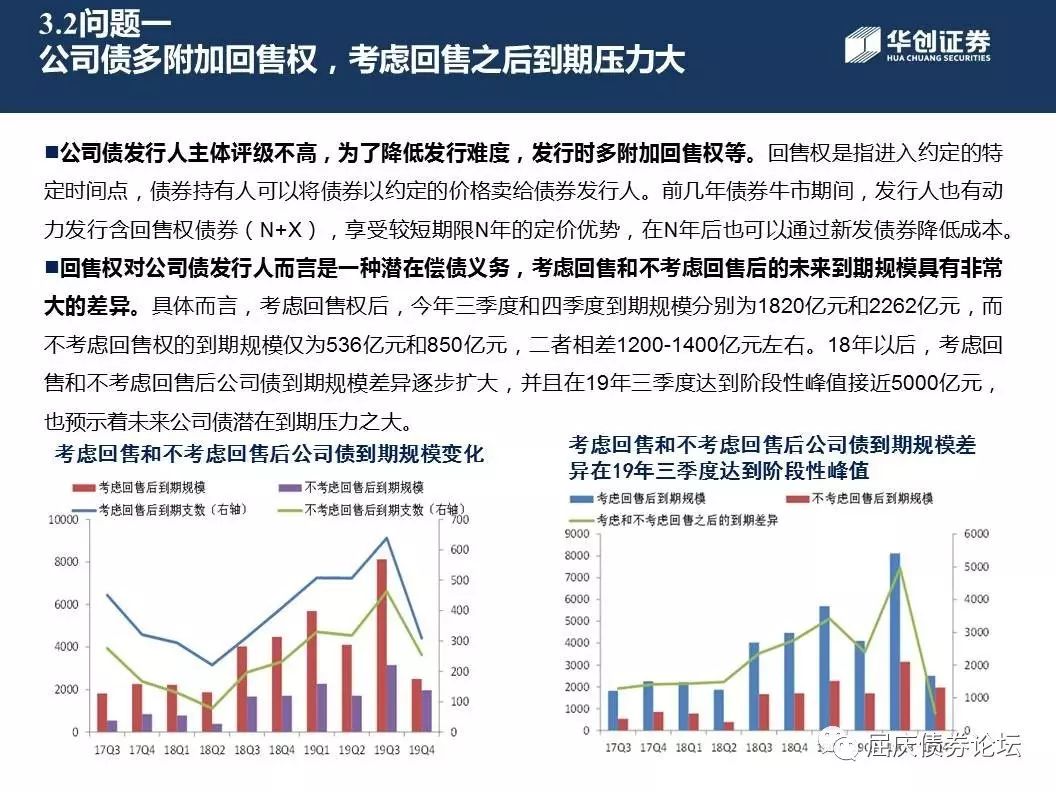 3.2问题一
公司债多附加回售权，考虑回售之后到期压力大
华创证券
HUA CHUANG SECURITIES
■公司债发行人主体评级不高，为了降低发行难度，发行时多附加回售权等。回售权是指进入约定的特
定时间点，债券持有人可以将债券以约定的价格卖给债券发行人。前几年债券牛市期间，发行人也有动
力发行含回售权债券（N+X），享受较短期限N年的定价优势，在N年后也可以通过新发债券降低成本。
■回售权对公司债发行人而言是一种潜在偿债义务，考虑回售和不考虑回售后的未来到期规模具有非常
大的差异。具体而言，考虑回售权后，今年三季度和四季度到期规模分别为1820亿元和2262亿元，而
不考虑回售权的到期规模仅为536亿元和850亿元，二者相差1200-1400亿元左右。18年以后，考虑回
售和不考虑回售后公司债到期规模差异逐步扩大，并且在19年三季度达到阶段性峰值接近5000亿元，
也预示着未来公司债潜在到期压力之大。
考虑回售和不考虑回售后公司债到期规模变化
考虑回售后到期规模 不考虑回售后到期规模
考虑回售后到期支数（右轴） 不考虑回售后到期支数（右轴）
10000 700
600
8000
500
6000
400
4000 300
200
2000
100
0 0
17Q3 17Q4 18Q1 18Q2 18Q3 18Q4 19Q1 19Q2 19Q3 19Q4
考虑回售和不考虑回售后公司债到期规模差
异在19年三季度达到阶段性峰值
考虑回售后到期规模 不考虑回售后到期规模
考虑和不考虑回售之后的到期差异
9000 6000
8000
5000
7000
6000 4000
5000
3000
4000
3000 2000
2000
1000
1000
0 0
17Q3 17Q4 18Q1 18Q2 18Q3 18Q4
屈庆债券论坛